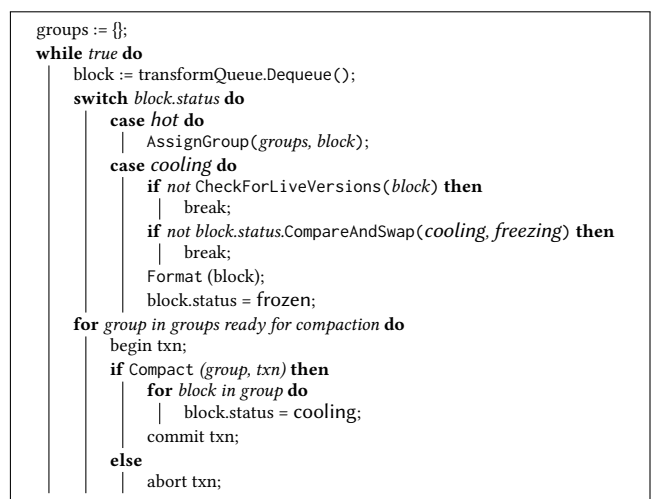 groups := {};
while true do
block := transformQueue.Dequeue();
switch block.status do
case hot do
AssignGroup(groups, block);
case cooling do
if not CheckForLiveVersions(block) then
break;
if not block.status.CompareAndSwap(cooling, freezing) then
break;
Format (block);
block.status = frozen;
for group in groups ready for compaction do
begin txn;
if Compact (group, txn) then
for block in group do
block.status = cooling;
commit txn;
else
abort txn;